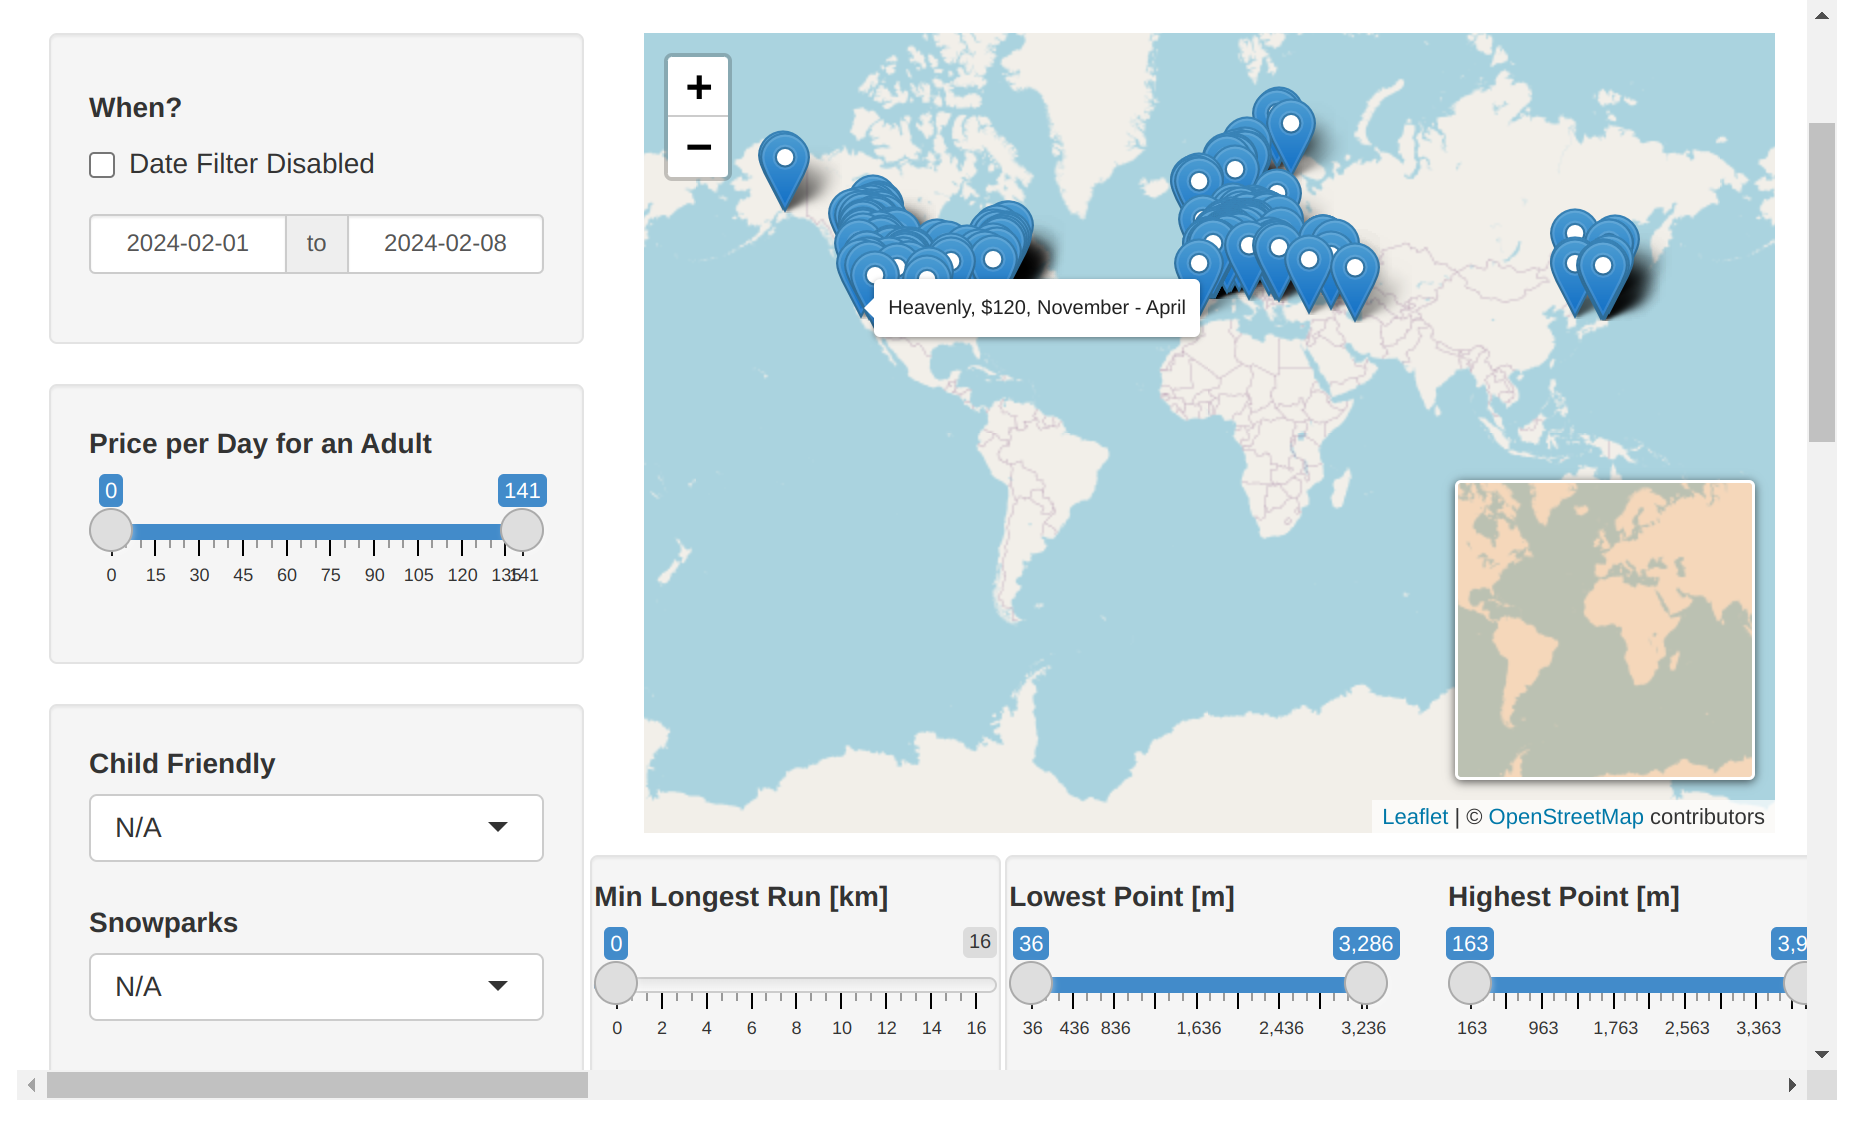 When?
Date Filter Disabled
2024-02-01 to 2024-02-08
Price per Day for an Adult
0 141
0 15 30 45 60 75 90 105 120 135 141
Child Friendly
N/A
Snowparks
N/A
+
−
Heavenly, $120, November - April
Leaflet | © OpenStreetMap contributors
Min Longest Run [km]
0 16
0 2 4 6 8 10 12 14 16
Lowest Point [m]
36 3,286
36 436 836 1,636 2,436 3,236
Highest Point [m]
163 3,9
163 963 1,763 2,563 3,363